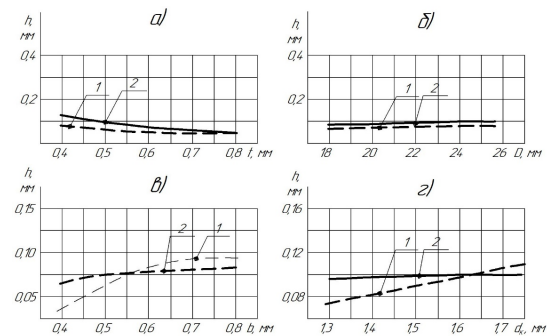 а)
h,
мм
0,4
0,2
1
2
0,4
0,5
0,6
0,7
0,8
t, мм
б)
h,
мм
0,4
0,2
1
2
18
20
22
24
26
D, мм
в)
h,
мм
0,15
0,10
0,05
2
1
0,4
0,5
0,6
0,7
0,8
b, мм
г)
h,
мм
0,16
0,12
0,08
1
2
1,3
1,4
1,5
1,6
1,7
dк, мм